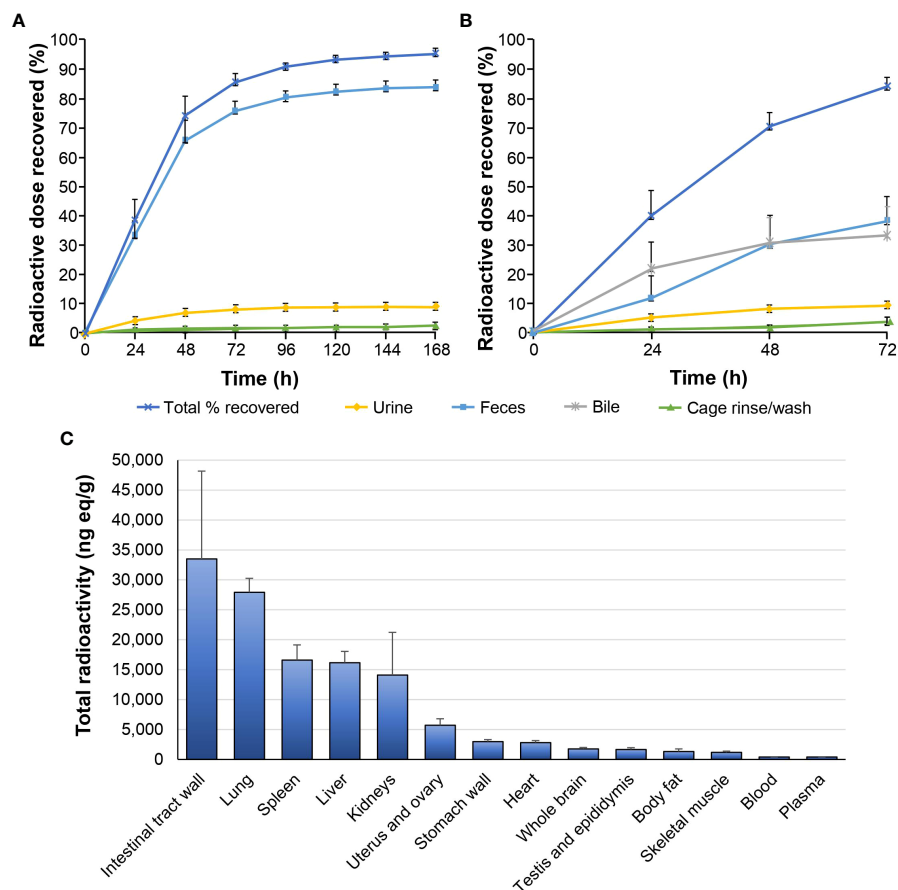 A
Radioactive dose recovered (%)
100
90
80
70
60
50
40
30
20
10
0
0 24 48 72 96 120 144 168
Time (h)
B
Radioactive dose recovered (%)
100
90
80
70
60
50
40
30
20
10
0
0 24 48 72
Time (h)
Total % recovered Urine Feces Bile Cage rinse/wash
C
Total radioactivity (ng eq/g)
50,000
45,000
40,000
35,000
30,000
25,000
20,000
15,000
10,000
5,000
0
Intestinal tract wall
Lung
Spleen
Liver
Kidneys
Uterus and ovary
Stomach wall
Heart
Whole brain
Testis and epididymis
Body fat
Skeletal muscle
Blood
Plasma